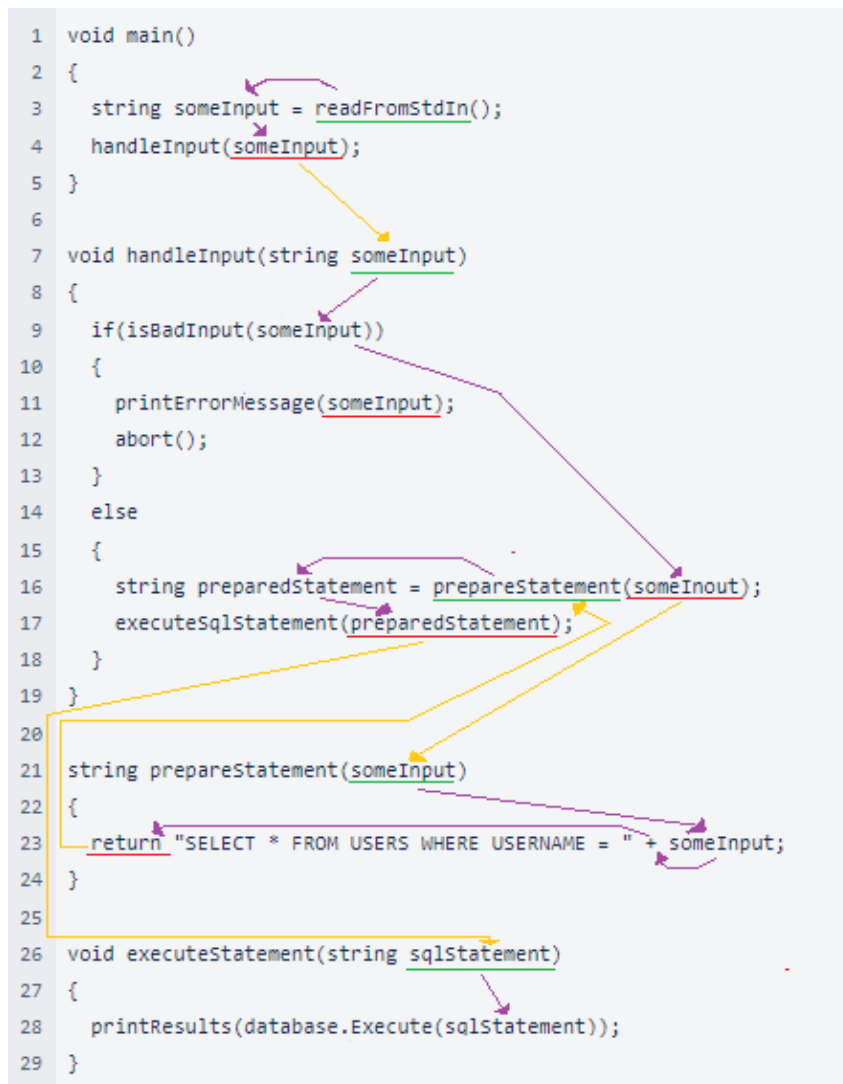 1 void main()
2 {
3 string someInput = readFromStdIn();
4 handleInput(someInput);
5 }
6
7 void handleInput(string someInput)
8 {
9 if(isBadInput(someInput))
10 {
11 printErrorMessage(someInput);
12 abort();
13 }
14 else
15 {
16 string preparedStatement = prepareStatement(someInout);
17 executeSqlStatement(preparedStatement);
18 }
19 }
20
21 string prepareStatement(someInput)
22 {
23 return "SELECT * FROM USERS WHERE USERNAME = " + someInput;
24 }
25
26 void executeStatement(string sqlStatement)
27 {
28 printResults(database.Execute(sqlStatement));
29 }